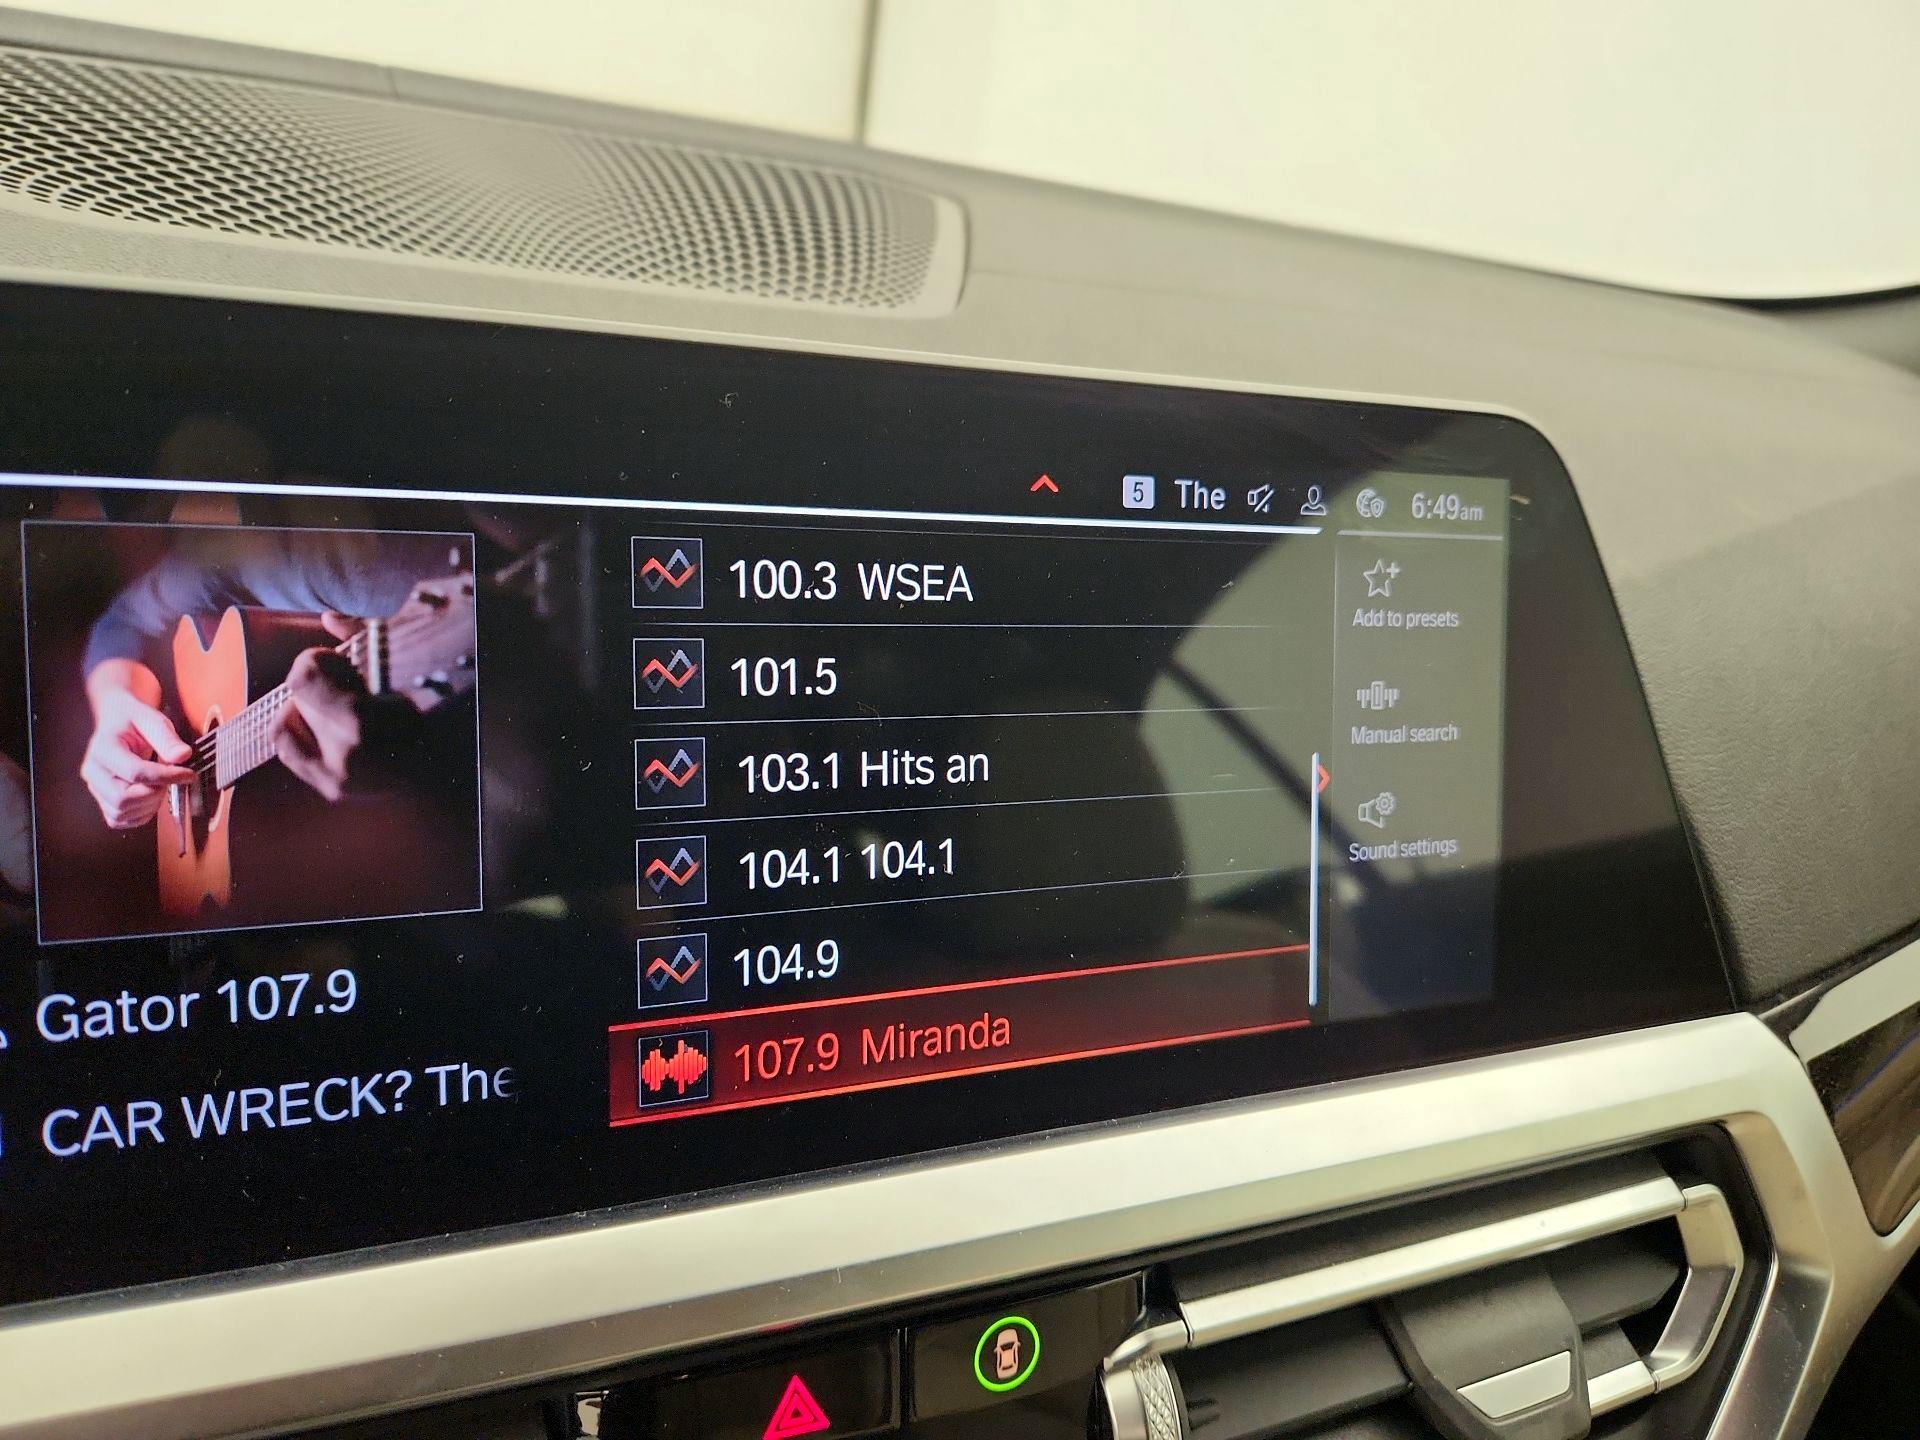 5 The 6:49am
100.3 WSEA
101.5
103.1 Hits an
104.1 104.1
104.9
107.9 Miranda
Add to presets
Manual search
Sound settings
Gator 107.9
CAR WRECK? The